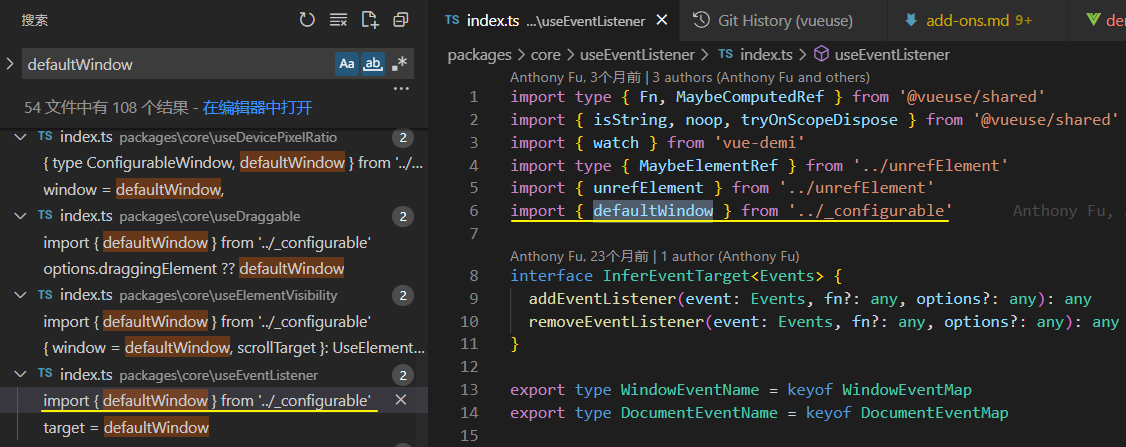 搜索
defaultWindow
Aa
ab
.*
54 文件中有 108 个结果 - 在编辑器中打开
TS index.ts packages\core\useDevicePixelRatio 2
{ type ConfigurableWindow, defaultWindow } from '../...
window = defaultWindow,
TS index.ts packages\core\useDraggable 2
import { defaultWindow } from '../_configurable'
options.draggingElement ?? defaultWindow
TS index.ts packages\core\useElementVisibility 2
import { defaultWindow } from '../_configurable'
{ window = defaultWindow, scrollTarget }: UseElement...
TS index.ts packages\core\useEventListener 2
import { defaultWindow } from '../_configurable'
target = defaultWindow
TS index.ts ...\useEventListener
Git History (vueuse)
add-ons.md 9+
der
packages > core > useEventListener > TS index.ts > useEventListener
Anthony Fu, 3个月前 | 3 authors (Anthony Fu and others)
1 import type { Fn, MaybeComputedRef } from '@vueuse/shared'
2 import { isString, noop, tryOnScopeDispose } from '@vueuse/shared'
3 import { watch } from 'vue-demi'
4 import type { MaybeElementRef } from '../unrefElement'
5 import { unrefElement } from '../unrefElement'
6 import { defaultWindow } from '../_configurable' Anthony Fu,
7
Anthony Fu, 23个月前 | 1 author (Anthony Fu)
8 interface InferEventTarget<Events> {
9 addEventListener(event: Events, fn?: any, options?: any): any
10 removeEventListener(event: Events, fn?: any, options?: any): any
11 }
12
13 export type WindowEventName = keyof WindowEventMap
14 export type DocumentEventName = keyof DocumentEventMap
15